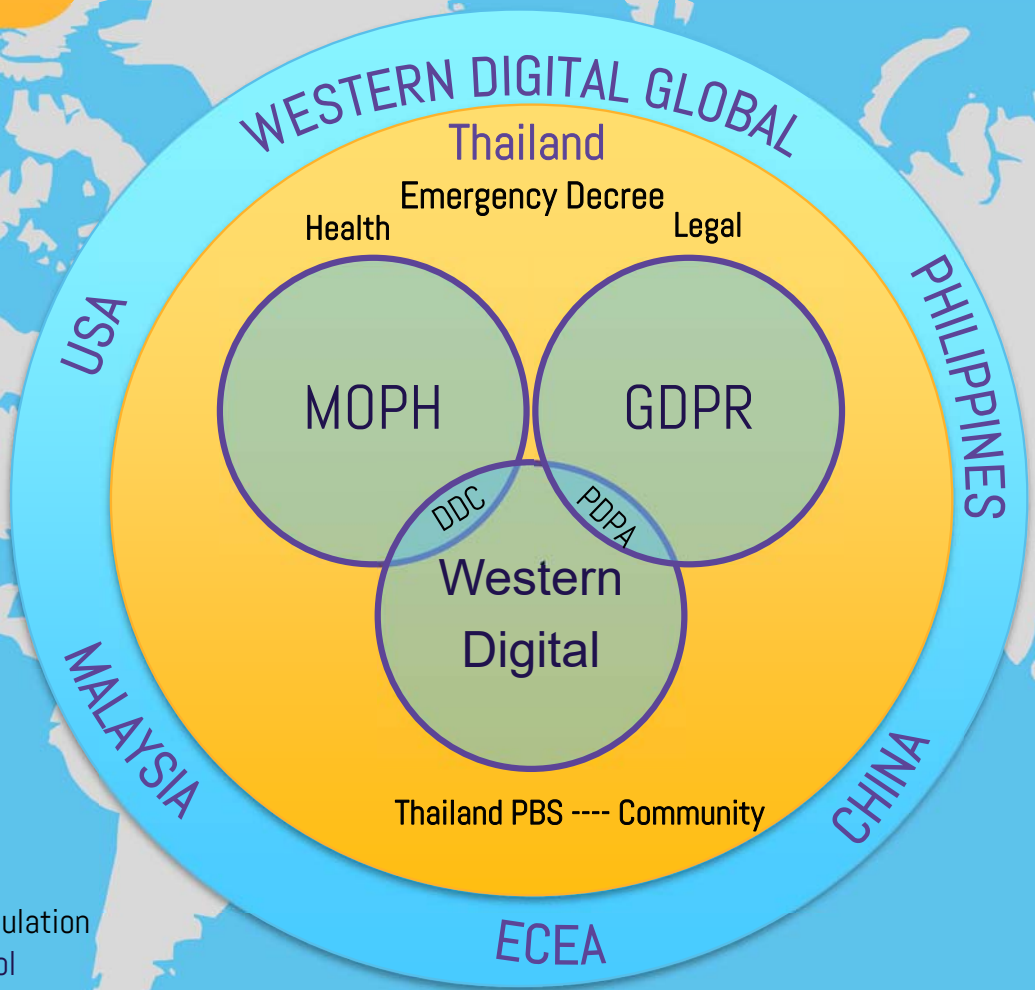 WESTERN DIGITAL GLOBAL
Thailand
Emergency Decree
Health
Legal
USA
PHILIPPINES
MOPH
GDPR
DDC
PDPA
Western
Digital
MALAYSIA
CHINA
Thailand PBS ---- Community
ECEA